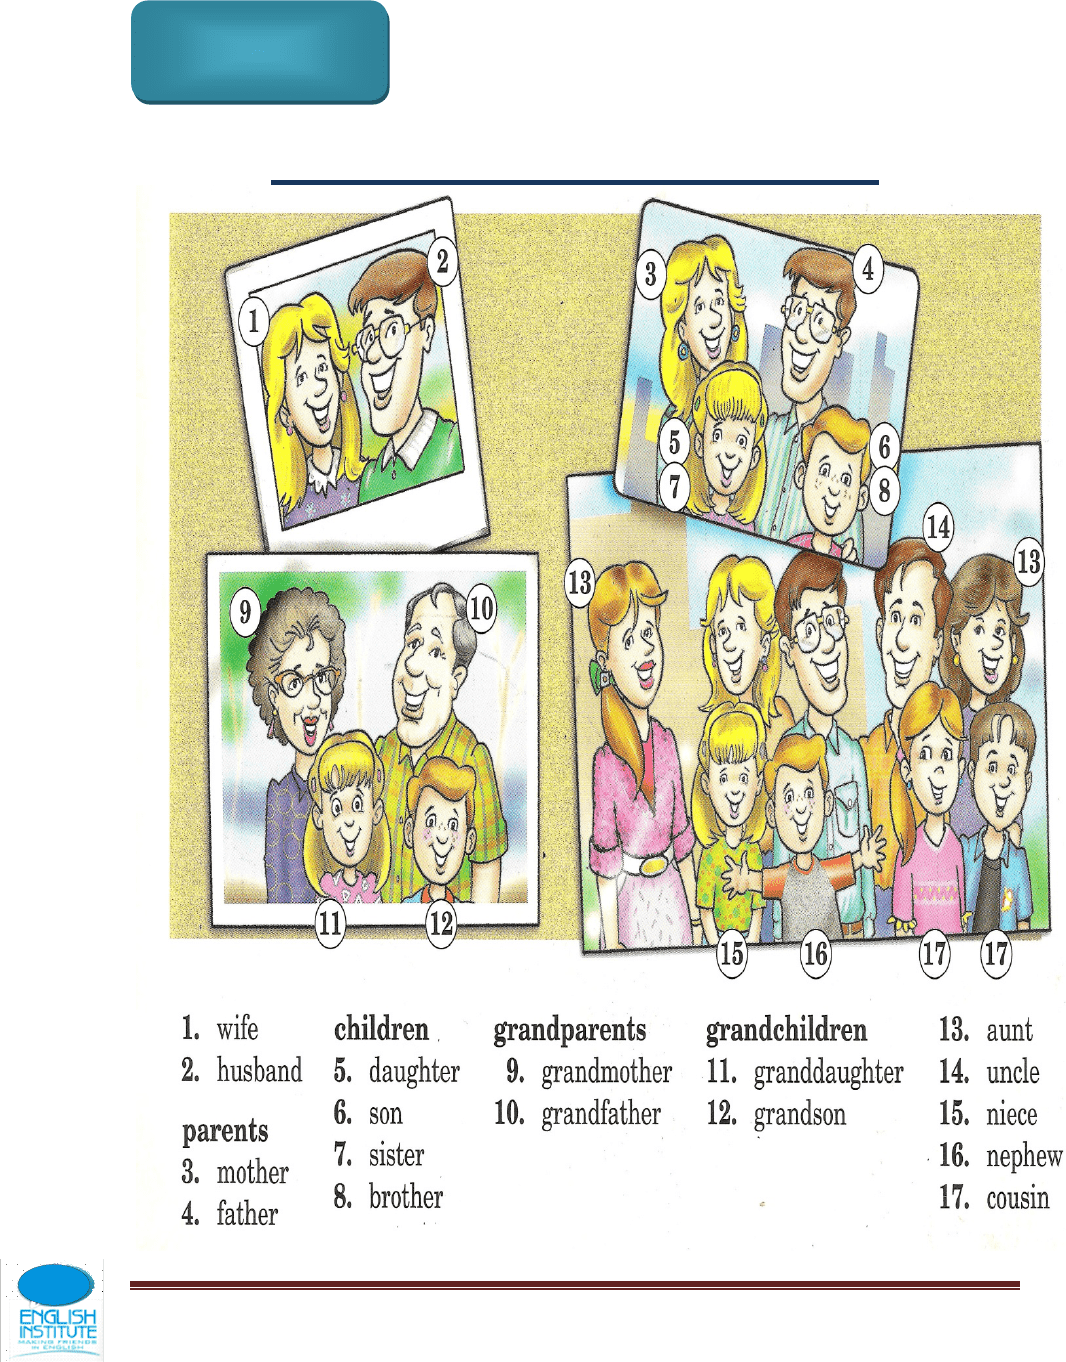 1
2
3
4
5
6
7
8
9
10
11
12
13
14
13
15
16
17
17
1. wife
2. husband
parents
3. mother
4. father
children
5. daughter
6. son
7. sister
8. brother
grandparents
9. grandmother
10. grandfather
grandchildren
11. granddaughter
12. grandson
13. aunt
14. uncle
15. niece
16. nephew
17. cousin
ENGLISH
INSTITUTE
MAKING FRIENDS
IN ENGLISH